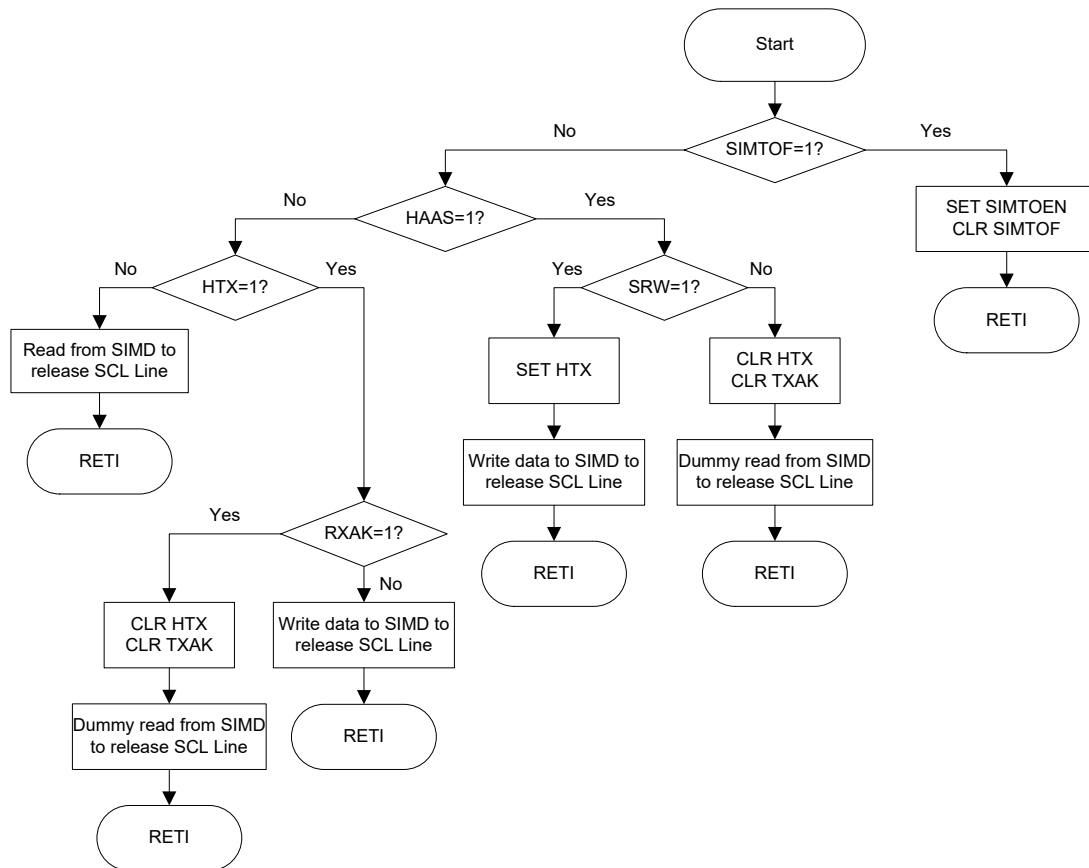 Start
No
Yes
SIMTOF=1?
No
HAAS=1?
Yes
SET SIMTOEN
CLR SIMTOF
No
HTX=1?
Yes
Yes
SRW=1?
No
RETI
Read from SIMD to
release SCL Line
SET HTX
CLR HTX
CLR TXAK
RETI
Write data to SIMD to
release SCL Line
Dummy read from SIMD
to release SCL Line
Yes
RXAK=1?
RETI
RETI
No
CLR HTX
CLR TXAK
Write data to SIMD to
release SCL Line
Dummy read from SIMD
to release SCL Line
RETI
RETI